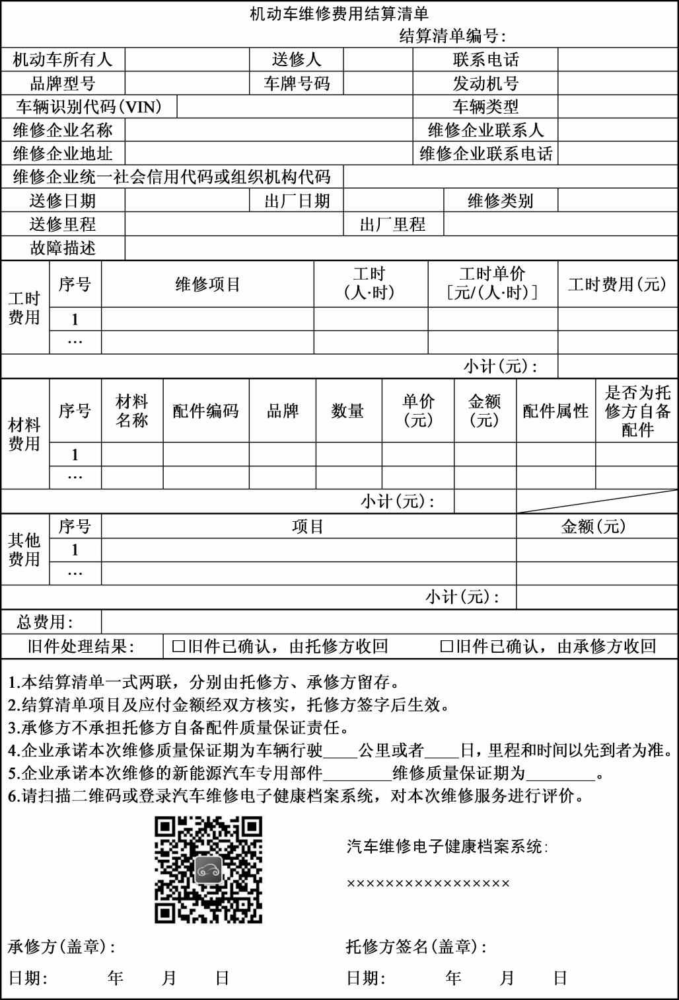 机动车维修费用结算清单
结算清单编号:
机动车所有人 送修人 联系电话
品牌型号 车牌号码 发动机号
车辆识别代码(VIN) 车辆类型
维修企业名称 维修企业联系人
维修企业地址 维修企业联系电话
维修企业统一社会信用代码或组织机构代码
送修日期 出厂日期 维修类别
送修里程 出厂里程
故障描述
工时
费用
序号 维修项目 工时
(人·时) 工时单价
[元/(人·时)] 工时费用(元)
1
…
小计(元):
材料
费用
序号 材料
名称 配件编码 品牌 数量 单价
(元) 金额
(元) 配件属性 是否为托
修方自备
配件
1
…
小计(元):
其他
费用
序号 项目 金额(元)
1
…
小计(元):
总费用:
旧件处理结果: □旧件已确认，由托修方收回 □旧件已确认，由承修方收回
1.本结算清单一式两联，分别由托修方、承修方留存。
2.结算清单项目及应付金额经双方核实，托修方签字后生效。
3.承修方不承担托修方自备配件质量保证责任。
4.企业承诺本次维修质量保证期为车辆行驶____公里或者____日，里程和时间以先到者为准。
5.企业承诺本次维修的新能源汽车专用部件________维修质量保证期为________。
6.请扫描二维码或登录汽车维修电子健康档案系统，对本次维修服务进行评价。
汽车维修电子健康档案系统:
×××××××××××××××××
承修方(盖章): 托修方签名(盖章):
日期: 年 月 日 日期: 年 月 日